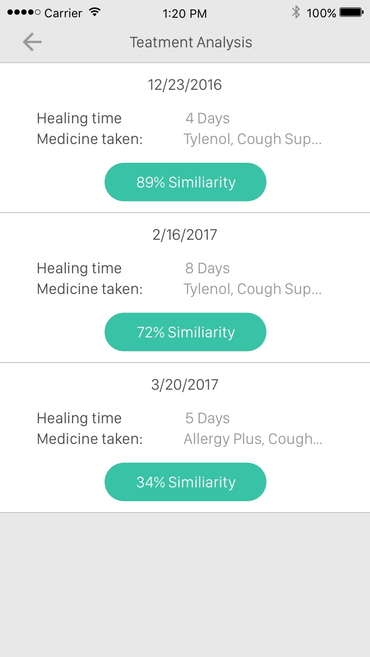 Carrier 1:20 PM 100%
Teatment Analysis
12/23/2016
Healing time 4 Days
Medicine taken: Tylenol, Cough Sup...
89% Similiarity
2/16/2017
Healing time 8 Days
Medicine taken: Tylenol, Cough Sup...
72% Similiarity
3/20/2017
Healing time 5 Days
Medicine taken: Allergy Plus, Cough...
34% Similiarity